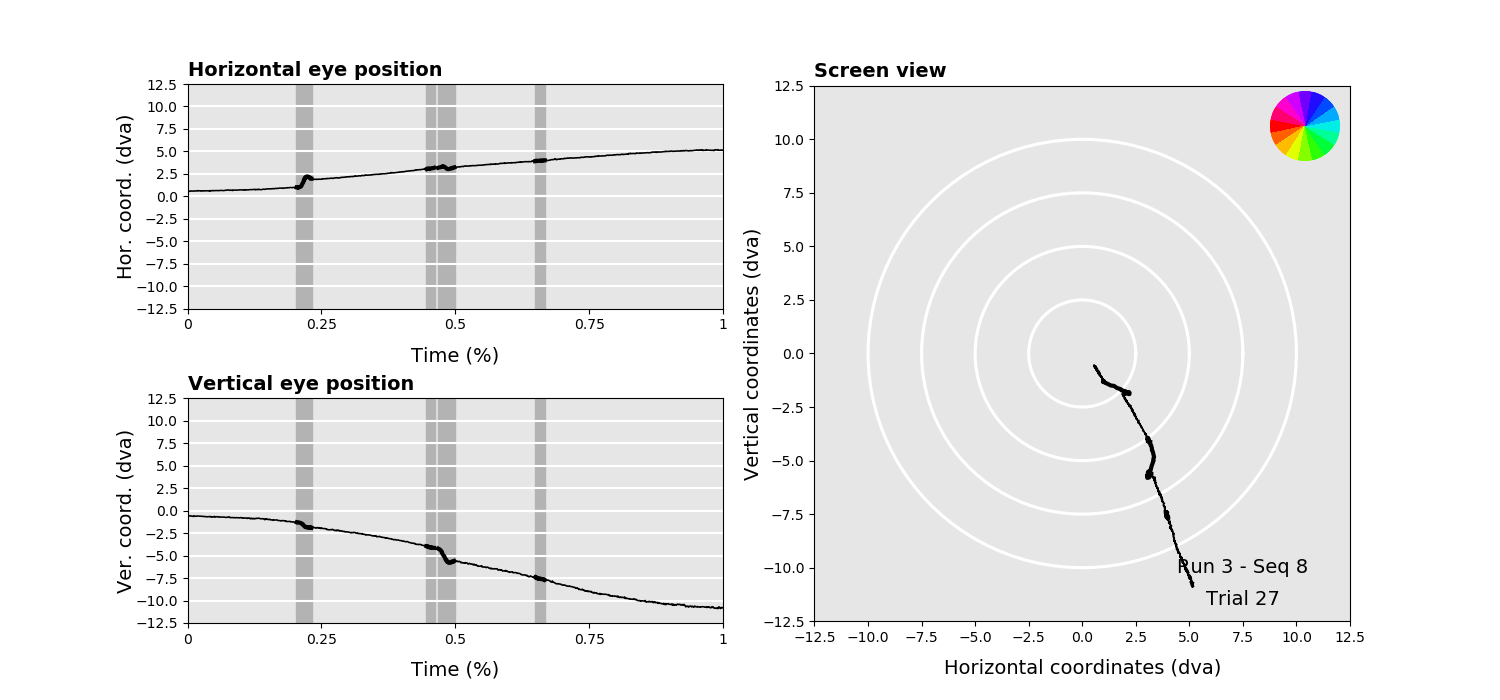 Horizontal eye position
Hor. coord. (dva)
12.5
10.0
7.5
5.0
2.5
0.0
−2.5
−5.0
−7.5
−10.0
−12.5
0 0.25 0.5 0.75 1
Time (%)
Vertical eye position
Ver. coord. (dva)
12.5
10.0
7.5
5.0
2.5
0.0
−2.5
−5.0
−7.5
−10.0
−12.5
0 0.25 0.5 0.75 1
Time (%)
Screen view
Vertical coordinates (dva)
12.5
10.0
7.5
5.0
2.5
0.0
−2.5
−5.0
−7.5
−10.0
−12.5
Run 3 - Seq 8
Trial 27
−12.5 −10.0 −7.5 −5.0 −2.5 0.0 2.5 5.0 7.5 10.0 12.5
Horizontal coordinates (dva)